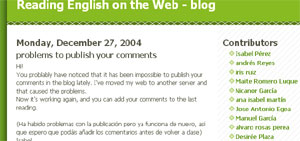 Reading English on the Web - blog
Monday, December 27, 2004
problems to publish your comments
Hi!
You problably have noticed that it has been impossible to publish your
comments in the blog lately. I've moved my web to another server and
that caused the problems.
Now it's working again, and you can add your comments to the last
reading.
(Ha habido problemas con la publicación pero ya funciona de nuevo, así
que espero que podáis añadir los comentarios antes de volver a clase)
Isabel
Contributors
Isabel Pérez
andrés Reyes
iris ruiz
Maite Romero Luque
Nicanor García
ana isabel martín
Jose Antonio Egea
Manuel García
alvaro rosas perea
Desirée Plaza